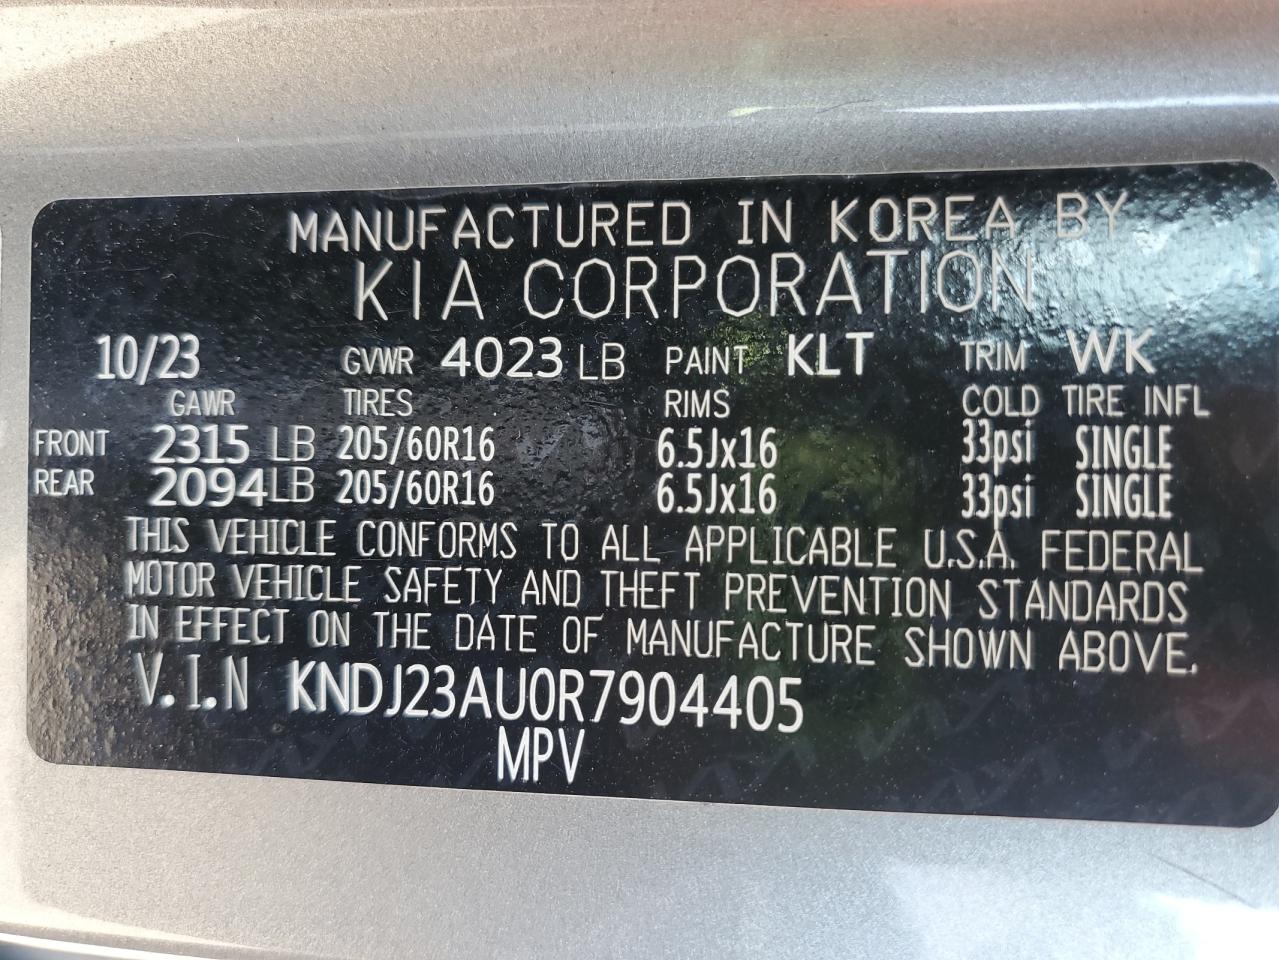 MANUFACTURED IN KOREA BY
KIA CORPORATION
10/23 GVWR 4023 LB PAINT KLT TRIM WK
GAWR TIRES RIMS COLD TIRE INFL
FRONT 2315 LB 205/60R16 6.5Jx16 33psi SINGLE
REAR 2094LB 205/60R16 6.5Jx16 33psi SINGLE
THIS VEHICLE CONFORMS TO ALL APPLICABLE U.S.A. FEDERAL
MOTOR VEHICLE SAFETY AND THEFT PREVENTION STANDARDS
IN EFFECT ON THE DATE OF MANUFACTURE SHOWN ABOVE.
V.I.N KNDJ23AU0R7904405
MPV